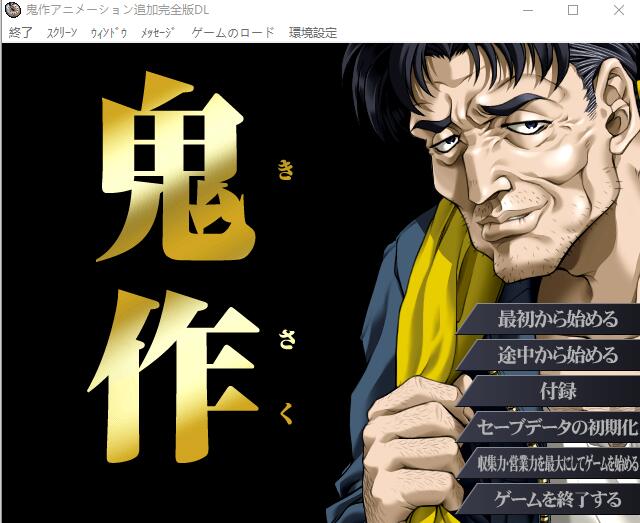 鬼作アニメーション追加完全版DL
終了 ｽｸﾘｰﾝ ｳｨﾝﾄﾞｳ ﾒｯｾｰｼﾞ ゲームのロード 環境設定
鬼作
きさく
最初から始める
途中から始める
付録
セーブデータの初期化
収集力・営業力を最大にしてゲームを始める
ゲームを終了する